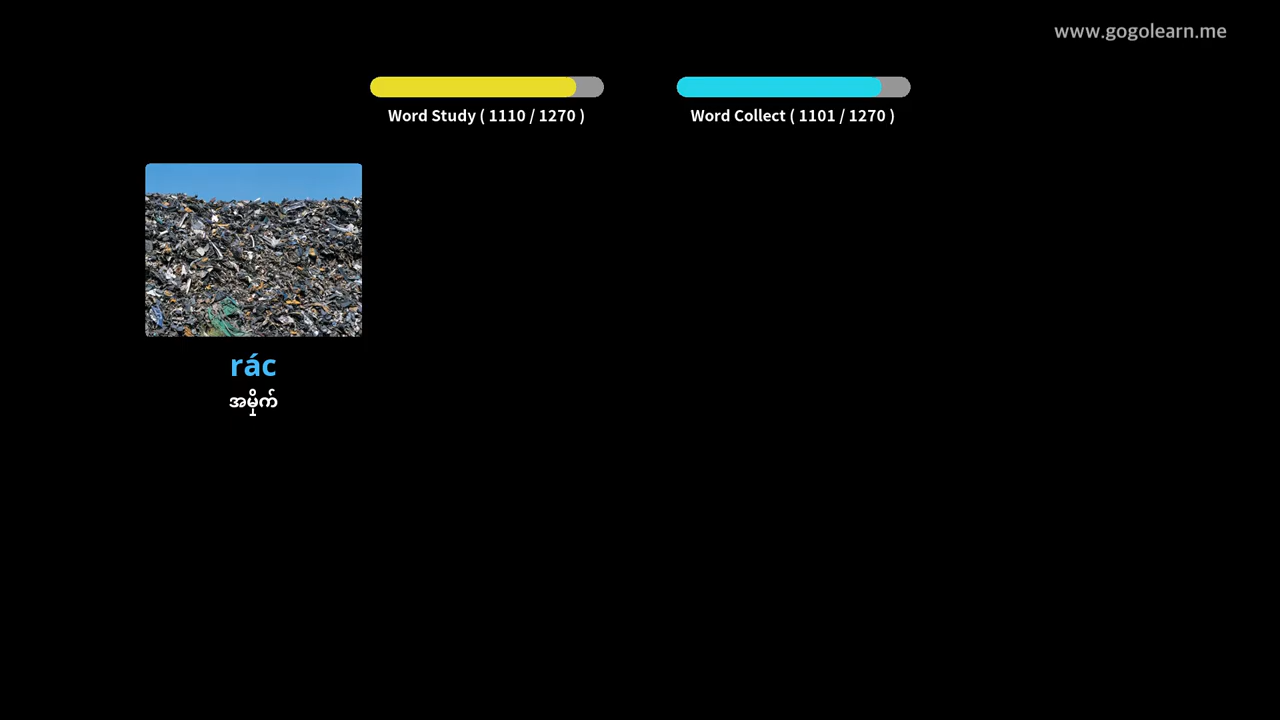 www.gogolearn.me
Word Study ( 1110 / 1270 )
Word Collect ( 1101 / 1270 )
rác
အမှိုက်